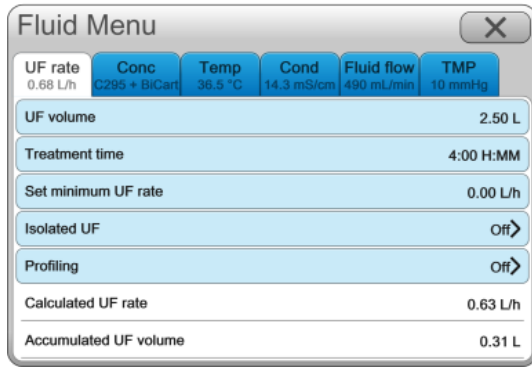 Fluid Menu
UF rate Conc Temp Cond Fluid flow TMP
0.68 L/h C295 + BiCart 36.5 °C 14.3 mS/cm 490 mL/min 10 mmHg
UF volume 2.50 L
Treatment time 4:00 H:MM
Set minimum UF rate 0.00 L/h
Isolated UF Off
Profiling Off
Calculated UF rate 0.63 L/h
Accumulated UF volume 0.31 L